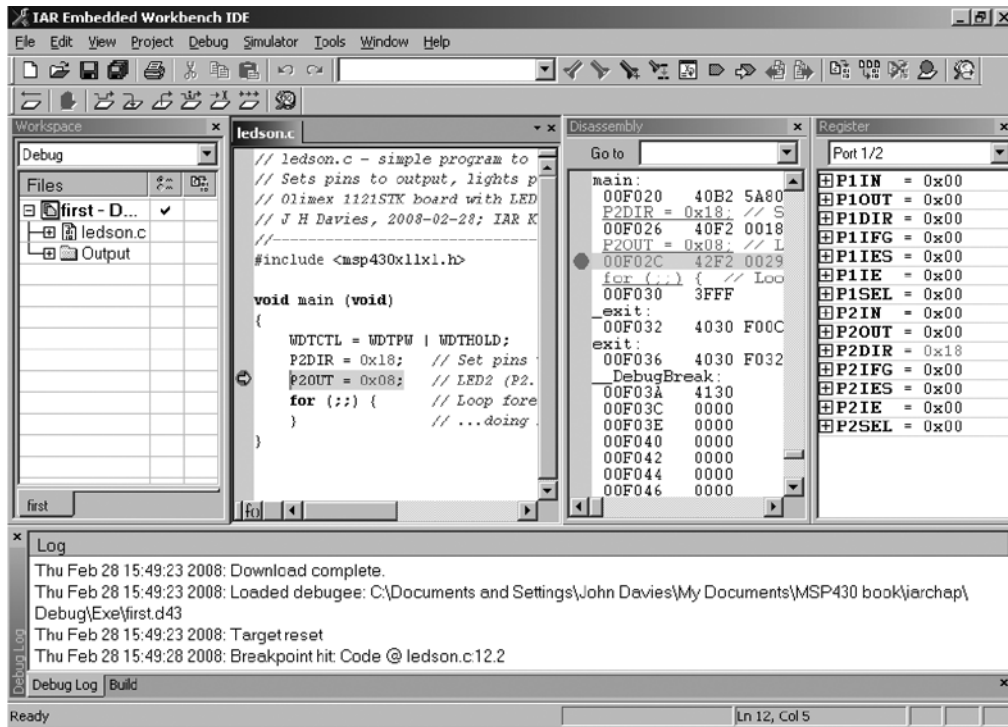 IAR Embedded Workbench IDE
File Edit View Project Debug Simulator Tools Window Help
Workspace
Debug
Files
first - D...
ledson.c
Output
first
ledson.c
// ledson.c - simple program to
// Sets pins to output, lights p
// Olimex 1121STK board with LED
// J H Davies, 2008-02-28; IAR K
//--------------------------------
#include <msp430x11x1.h>
void main (void)
{
WDTCTL = WDTPW | WDTHOLD;
P2DIR = 0x18; // Set pins
P2OUT = 0x08; // LED2 (P2.
for (;;) { // Loop fore
} // ...doing
}
Disassembly
Go to
main:
00F020 40B2 5A80
P2DIR = 0x18; // S
00F026 40F2 0018
P2OUT = 0x08; // L
00F02C 42F2 0029
for (;;) { // Loo
00F030 3FFF
_exit:
00F032 4030 F00C
exit:
00F036 4030 F032
__DebugBreak:
00F03A 4130
00F03C 0000
00F03E 0000
00F040 0000
00F042 0000
00F044 0000
00F046 0000
Register
Port 1/2
P1IN = 0x00
P1OUT = 0x00
P1DIR = 0x00
P1IFG = 0x00
P1IES = 0x00
P1IE = 0x00
P1SEL = 0x00
P2IN = 0x00
P2OUT = 0x00
P2DIR = 0x18
P2IFG = 0x00
P2IES = 0x00
P2IE = 0x00
P2SEL = 0x00
Log
Thu Feb 28 15:49:23 2008: Download complete.
Thu Feb 28 15:49:23 2008: Loaded debugee: C:\Documents and Settings\John Davies\My Documents\MSP430 book\iarchap\
Debug\Exe\first.d43
Thu Feb 28 15:49:23 2008: Target reset
Thu Feb 28 15:49:28 2008: Breakpoint hit: Code @ ledson.c:12.2
Debug Log
Debug Log Build
Ready
Ln 12, Col 5